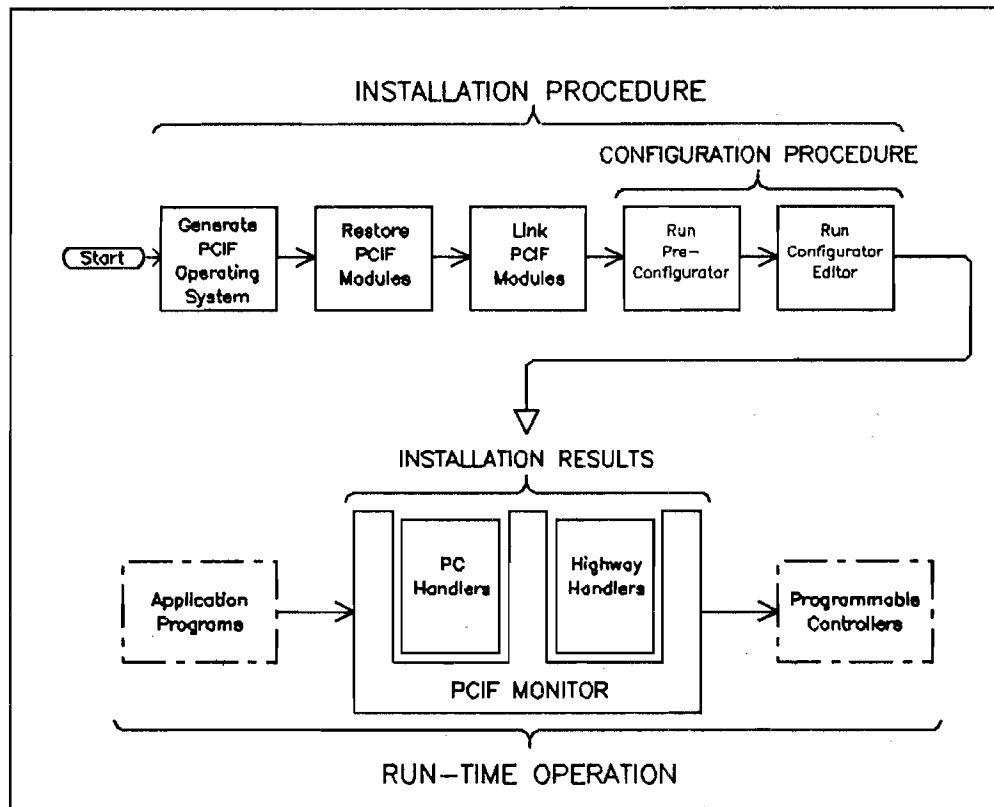 INSTALLATION PROCEDURE
CONFIGURATION PROCEDURE
Start
Generate
PCIF
Operating
System
Restore
PCIF
Modules
Link
PCIF
Modules
Run
Pre-
Configurator
Run
Configurator
Editor
INSTALLATION RESULTS
Application
Programs
PC
Handlers
Highway
Handlers
Programmable
Controllers
PCIF MONITOR
RUN-TIME OPERATION